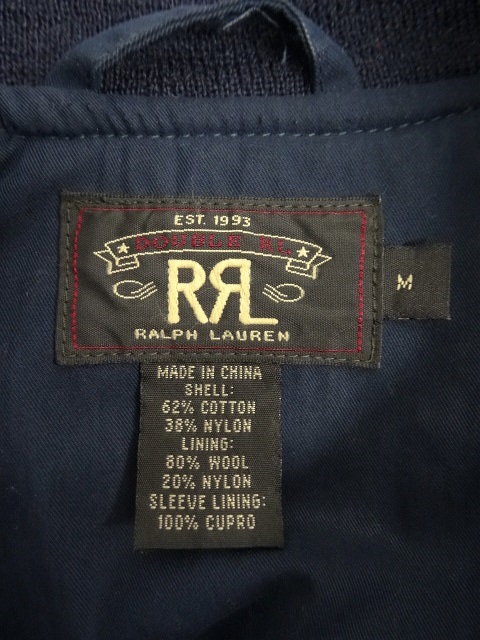 EST. 1993
DOUBLE RL
RRL
RALPH LAUREN
M
MADE IN CHINA
SHELL:
62% COTTON
38% NYLON
LINING:
80% WOOL
20% NYLON
SLEEVE LINING:
100% CUPRO